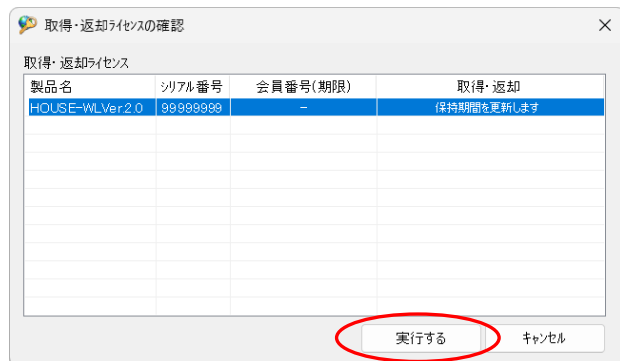 取得・返却ﾗｲｾﾝｽの確認
取得・返却ﾗｲｾﾝｽ
製品名 ｼﾘｱﾙ番号 会員番号(期限) 取得・返却
HOUSE-WLVer.2.0 99999999 － 保持期間を更新します
実行する ｷｬﾝｾﾙ